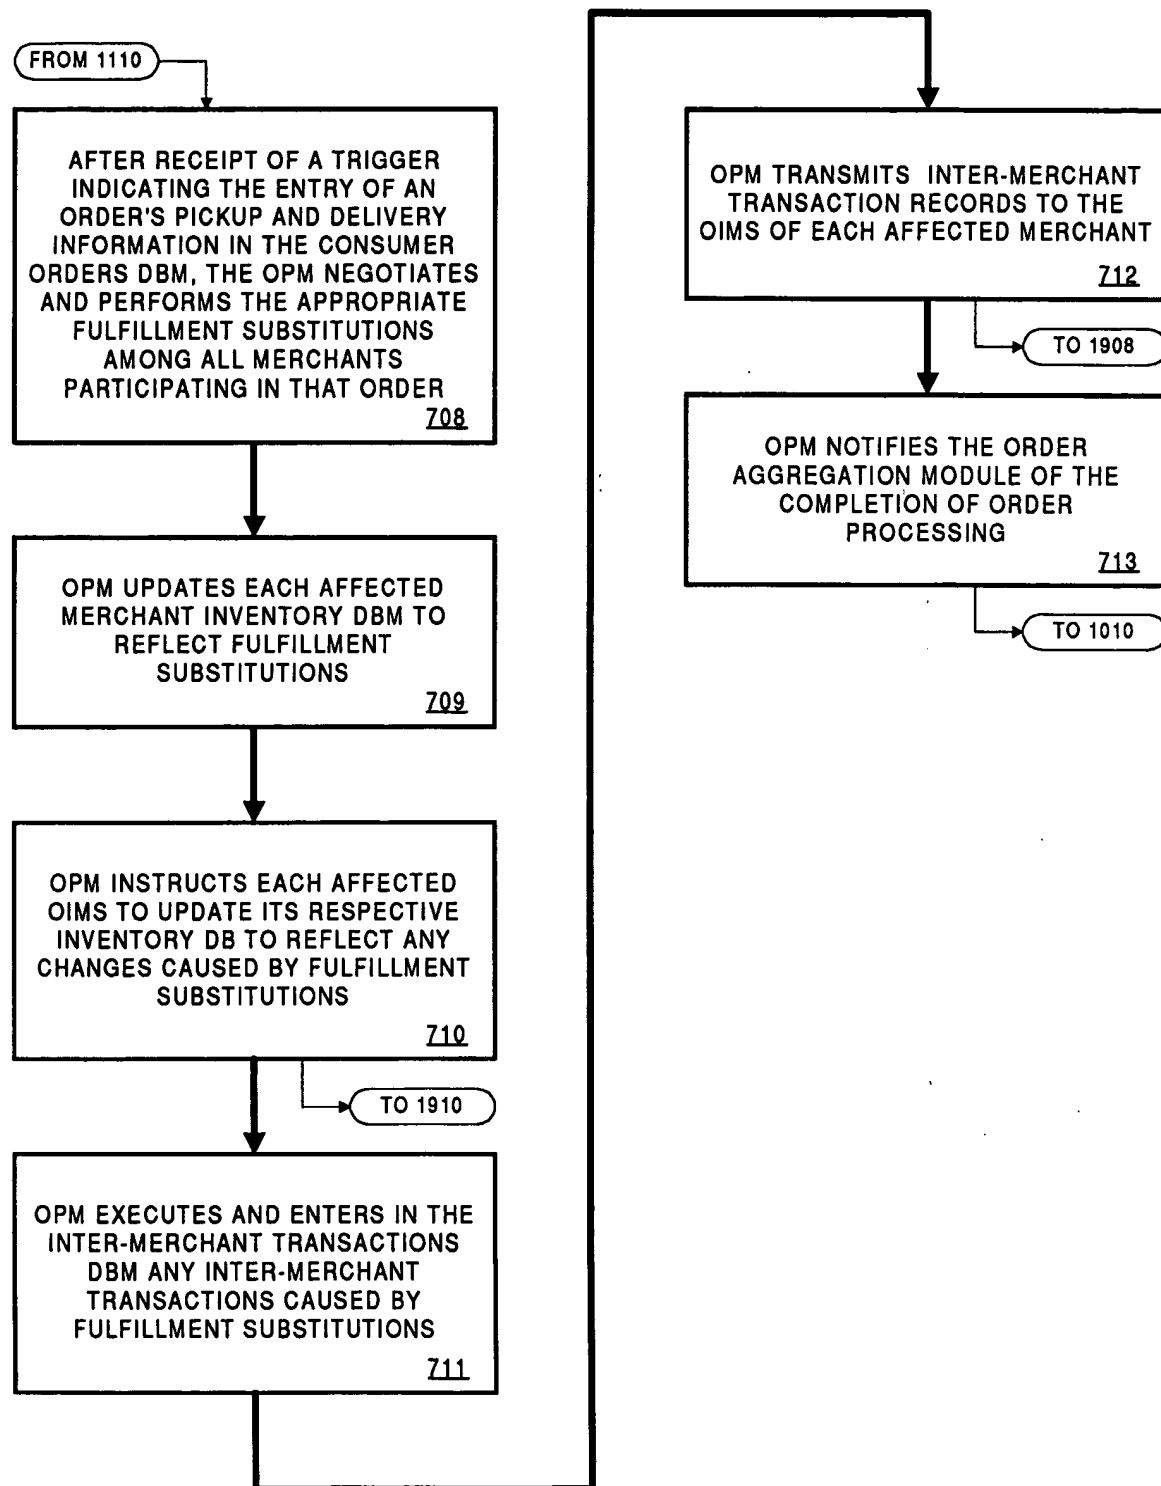 FROM 1110
AFTER RECEIPT OF A TRIGGER
INDICATING THE ENTRY OF AN
ORDER'S PICKUP AND DELIVERY
INFORMATION IN THE CONSUMER
ORDERS DBM, THE OPM NEGOTIATES
AND PERFORMS THE APPROPRIATE
FULFILLMENT SUBSTITUTIONS
AMONG ALL MERCHANTS
PARTICIPATING IN THAT ORDER
708
OPM UPDATES EACH AFFECTED
MERCHANT INVENTORY DBM TO
REFLECT FULFILLMENT
SUBSTITUTIONS
709
OPM INSTRUCTS EACH AFFECTED
OIMS TO UPDATE ITS RESPECTIVE
INVENTORY DB TO REFLECT ANY
CHANGES CAUSED BY FULFILLMENT
SUBSTITUTIONS
710
TO 1910
OPM EXECUTES AND ENTERS IN THE
INTER-MERCHANT TRANSACTIONS
DBM ANY INTER-MERCHANT
TRANSACTIONS CAUSED BY
FULFILLMENT SUBSTITUTIONS
711
OPM TRANSMITS INTER-MERCHANT
TRANSACTION RECORDS TO THE
OIMS OF EACH AFFECTED MERCHANT
712
TO 1908
OPM NOTIFIES THE ORDER
AGGREGATION MODULE OF THE
COMPLETION OF ORDER
PROCESSING
713
TO 1010